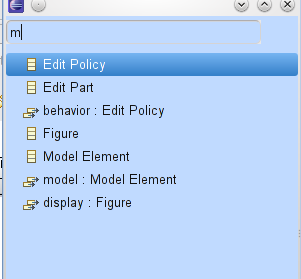 m
Edit Policy
Edit Part
behavior : Edit Policy
Figure
Model Element
model : Model Element
display : Figure